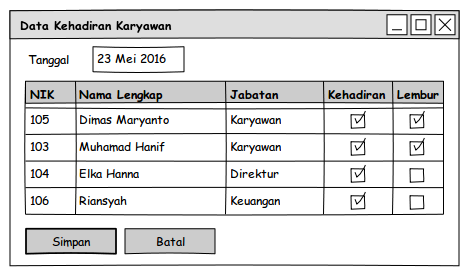 Data Kehadiran Karyawan
Tanggal 23 Mei 2016
NIK Nama Lengkap Jabatan Kehadiran Lembur
105 Dimas Maryanto Karyawan
103 Muhamad Hanif Karyawan
104 Elka Hanna Direktur
106 Riansyah Keuangan
Simpan Batal